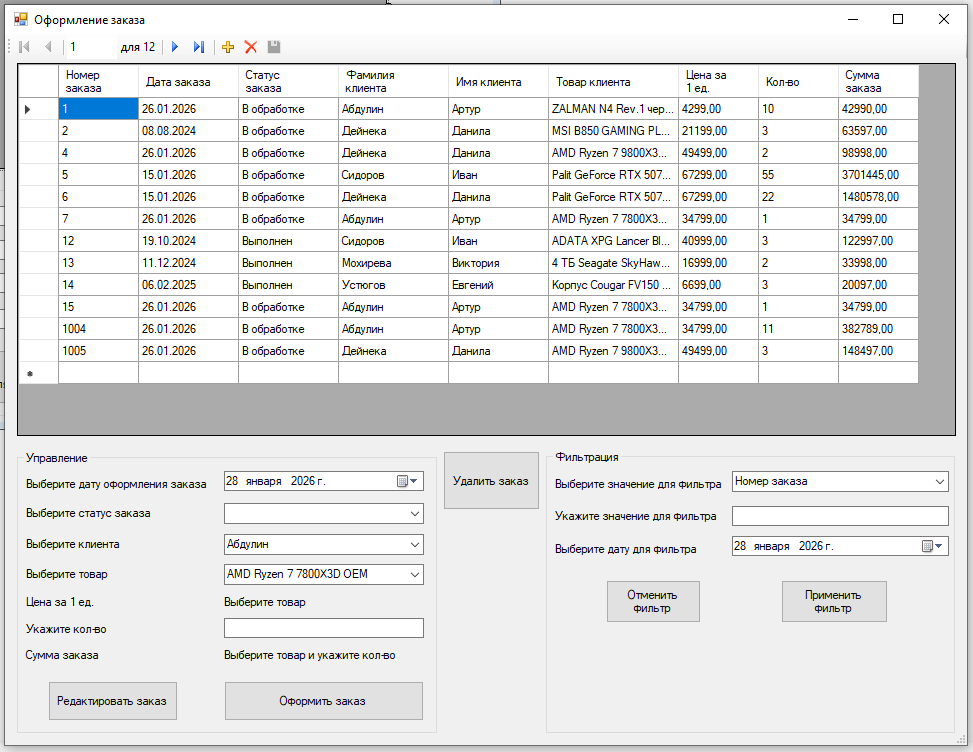 Оформление заказа
1 для 12
Номер заказа Дата заказа Статус заказа Фамилия клиента Имя клиента Товар клиента Цена за 1 ед. Кол-во Сумма заказа
1 26.01.2026 В обработке Абдулин Артур ZALMAN N4 Rev.1 чер... 4299,00 10 42990,00
2 08.08.2024 В обработке Дейнека Данила MSI B850 GAMING PL... 21199,00 3 63597,00
4 26.01.2026 В обработке Дейнека Данила AMD Ryzen 7 9800X3... 49499,00 2 98998,00
5 15.01.2026 В обработке Сидоров Иван Palit GeForce RTX 507... 67299,00 55 3701445,00
6 15.01.2026 В обработке Дейнека Данила Palit GeForce RTX 507... 67299,00 22 1480578,00
7 26.01.2026 В обработке Абдулин Артур AMD Ryzen 7 7800X3... 34799,00 1 34799,00
12 19.10.2024 Выполнен Сидоров Иван ADATA XPG Lancer Bl... 40999,00 3 122997,00
13 11.12.2024 Выполнен Мохирева Виктория 4 ТБ Seagate SkyHaw... 16999,00 2 33998,00
14 06.02.2025 Выполнен Устюгов Евгений Корпус Cougar FV150 ... 6699,00 3 20097,00
15 26.01.2026 В обработке Абдулин Артур AMD Ryzen 7 7800X3... 34799,00 1 34799,00
1004 26.01.2026 В обработке Абдулин Артур AMD Ryzen 7 7800X3... 34799,00 11 382789,00
1005 26.01.2026 В обработке Дейнека Данила AMD Ryzen 7 9800X3... 49499,00 3 148497,00
Управление
Выберите дату оформления заказа 28 января 2026 г.
Выберите статус заказа
Выберите клиента Абдулин
Выберите товар AMD Ryzen 7 7800X3D OEM
Цена за 1 ед. Выберите товар
Укажите кол-во
Сумма заказа Выберите товар и укажите кол-во
Редактировать заказ Оформить заказ
Удалить заказ
Фильтрация
Выберите значение для фильтра Номер заказа
Укажите значение для фильтра
Выберите дату для фильтра 28 января 2026 г.
Отменить фильтр Применить фильтр